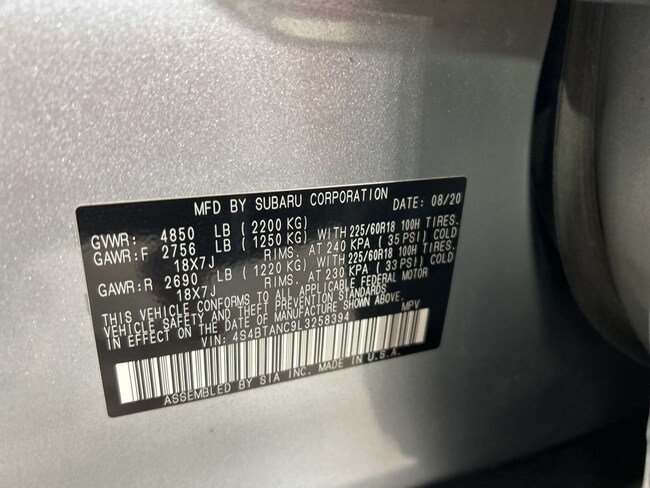 MFD BY SUBARU CORPORATION DATE: 08/20
GVWR: 4850 LB (2200 KG)
GAWR:F 2756 LB (1250 KG) WITH 225/60R18 100H TIRES.
18X7J RIMS. AT 240 KPA (35 PSI) COLD
GAWR:R 2690 LB (1220 KG) WITH 225/60R18 100H TIRES.
18X7J RIMS. AT 230 KPA (33 PSI) COLD
THIS VEHICLE CONFORMS TO ALL APPLICABLE FEDERAL MOTOR
VEHICLE SAFETY AND THEFT PREVENTION STANDARDS
IN EFFECT ON THE DATE OF MANUFACTURE SHOWN ABOVE.
VIN: 4S4BTANC9L3258394 MPV
ASSEMBLED BY SIA INC. MADE IN U.S.A.